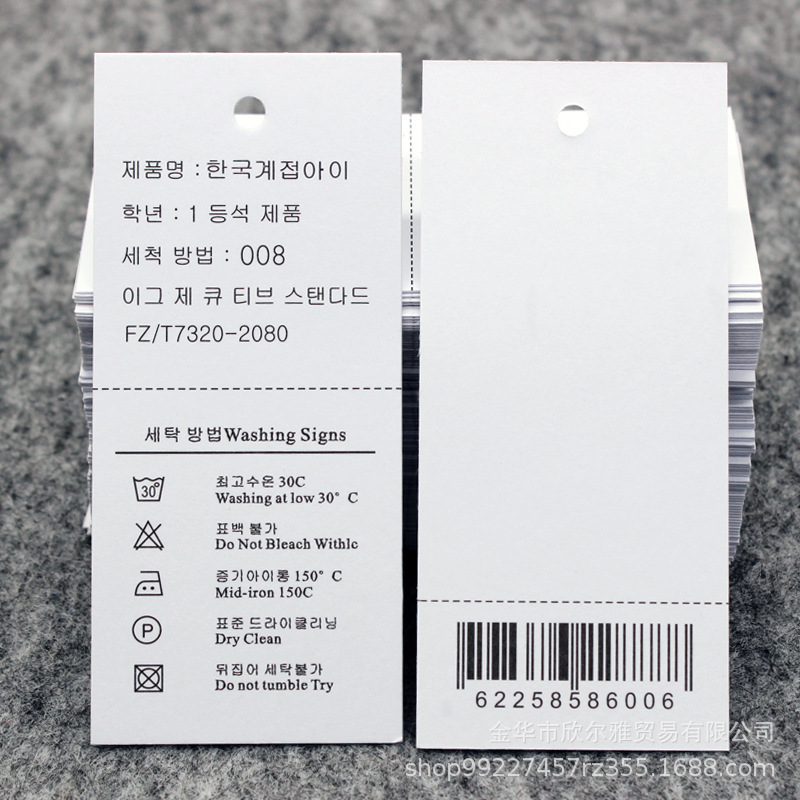 제품명 : 한국계접아이
학년 : 1 등석 제품
세척 방법 : 008
이그 제 큐 티브 스탠다드
FZ/T7320-2080
세탁 방법Washing Signs
30°
최고수온 30C
Washing at low 30° C
표백 불가
Do Not Bleach Withlc
증기아이롱 150° C
Mid-iron 150C
P
표준 드라이클리닝
Dry Clean
뒤집어 세탁불가
Do not tumble Try
62258586006
金华市欣尔雅贸易有限公司
shop99227457rz355.1688.com